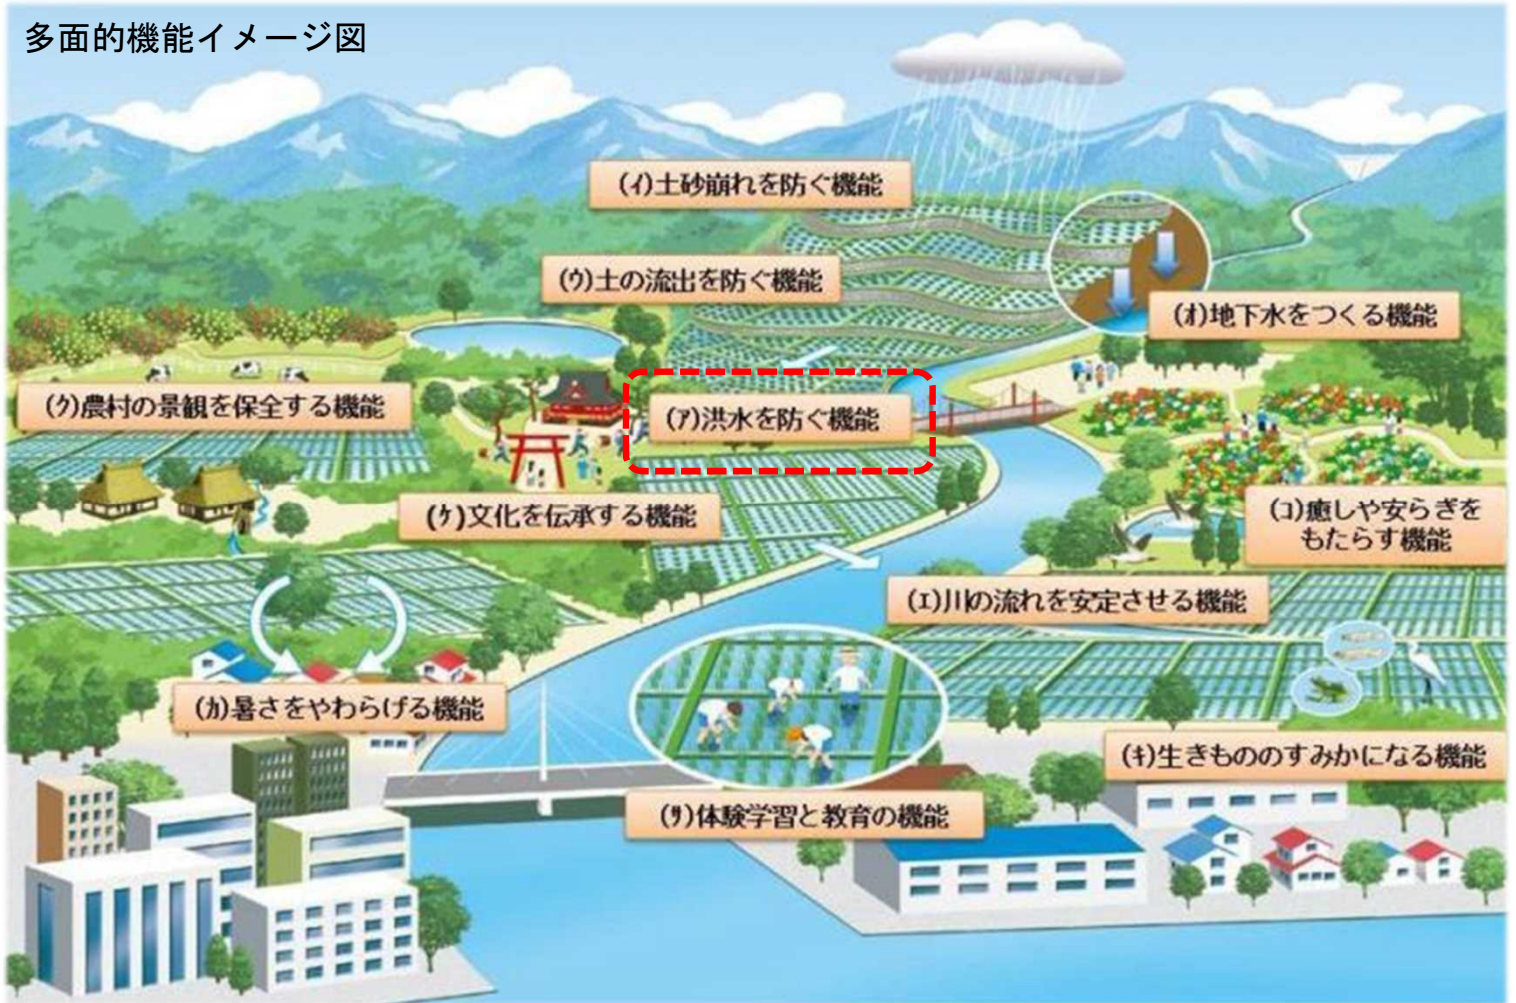 多面的機能イメージ図
(ｲ)土砂崩れを防ぐ機能
(ｳ)土の流出を防ぐ機能
(ｵ)地下水をつくる機能
(ｸ)農村の景観を保全する機能
(ｱ)洪水を防ぐ機能
(ｹ)文化を伝承する機能
(ｺ)癒しや安らぎを
もたらす機能
(ｴ)川の流れを安定させる機能
(ｶ)暑さをやわらげる機能
(ｷ)生きもののすみかになる機能
(ｻ)体験学習と教育の機能